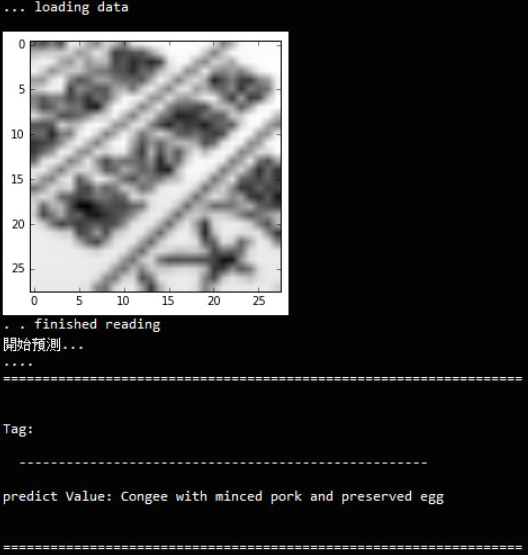 ... loading data
0
5
10
15
20
25
0 5 10 15 20 25
. . finished reading
開始預測...
....
==================================================================
Tag:
----------------------------------------------------
predict Value: Congee with minced pork and preserved egg
==================================================================